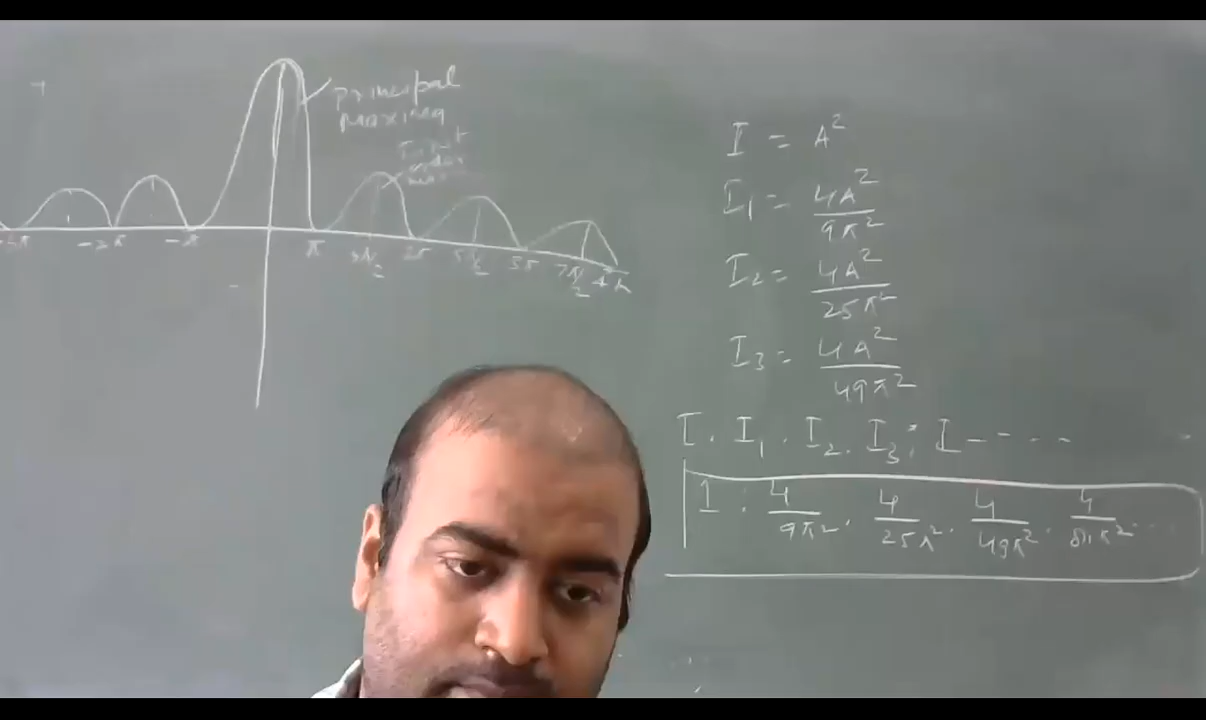 principal
maxima
-2π -π π 3π/2 2π 5π/2 3π 7π/2 4π
I = A²
I₁ = 4A²/9π²
I₂ = 4A²/25π²
I₃ = 4A²/49π²
I : I₁ : I₂ : I₃ : I - - - -
1 : 4/9π² : 4/25π² : 4/49π² : 4/81π² ...